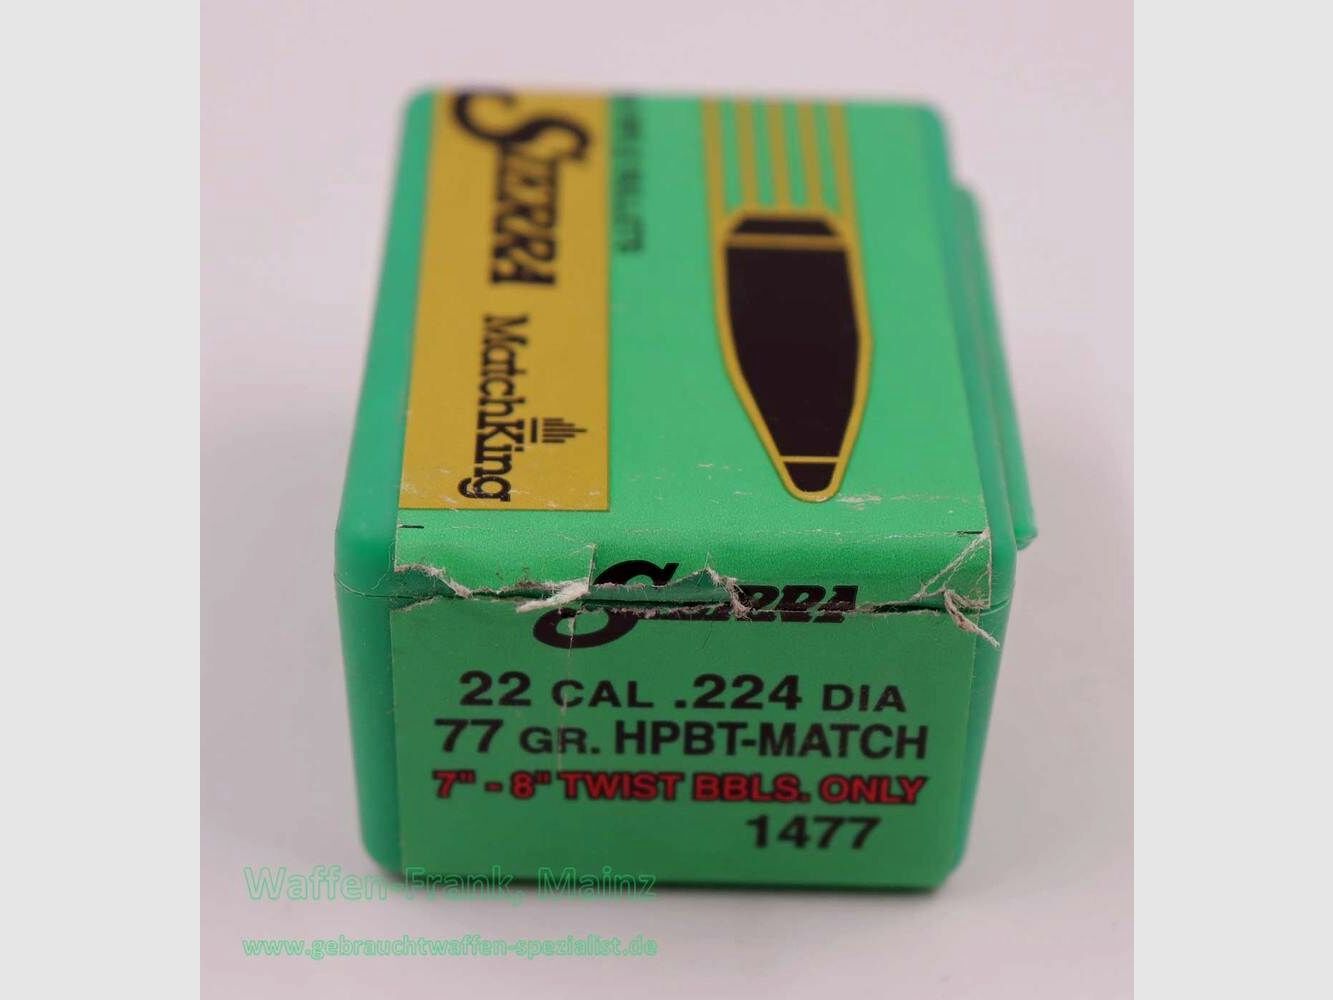 SIERRA
MatchKing
SIERRA
22 CAL .224 DIA
77 GR. HPBT-MATCH
7" - 8" TWIST BBLS. ONLY
1477
Waffen-Frank, Mainz
www.gebrauchtwaffen-spezialist.de